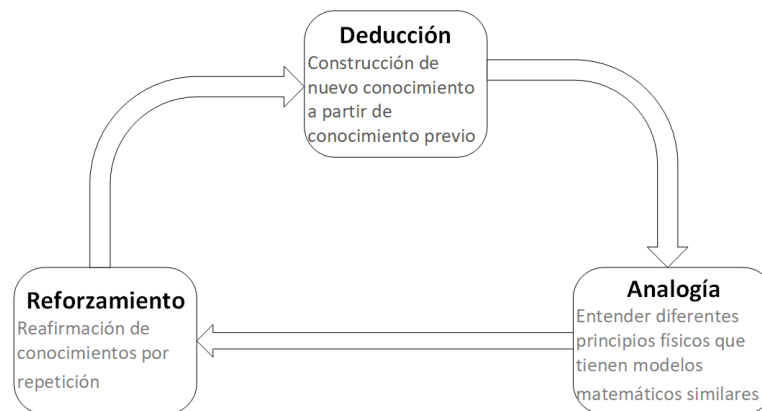 Deducción
Construcción de
nuevo conocimiento
a partir de
conocimiento previo
Reforzamiento
Reafirmación de
conocimientos por
repetición
Analogía
Entender diferentes
principios físicos que
tienen modelos
matemáticos similares